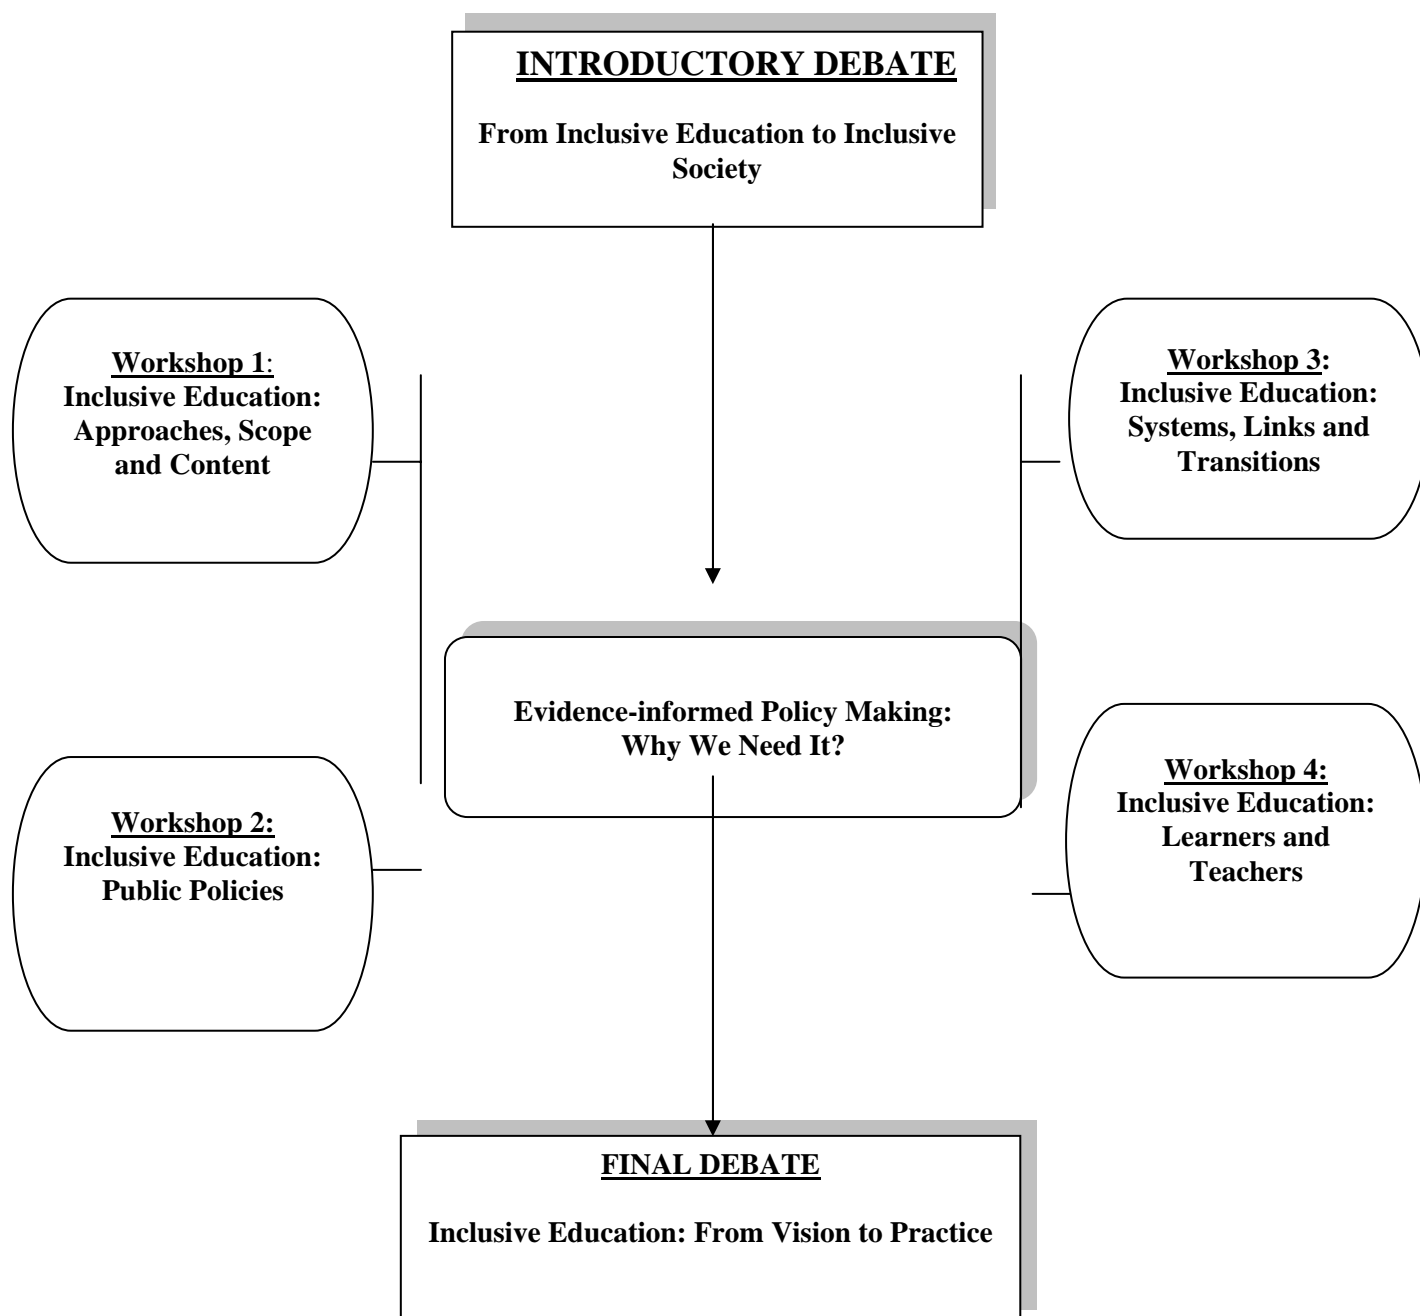 INTRODUCTORY DEBATE
From Inclusive Education to Inclusive
Society
Workshop 1:
Inclusive Education:
Approaches, Scope
and Content
Workshop 3:
Inclusive Education:
Systems, Links and
Transitions
Evidence-informed Policy Making:
Why We Need It?
Workshop 2:
Inclusive Education:
Public Policies
Workshop 4:
Inclusive Education:
Learners and
Teachers
FINAL DEBATE
Inclusive Education: From Vision to Practice